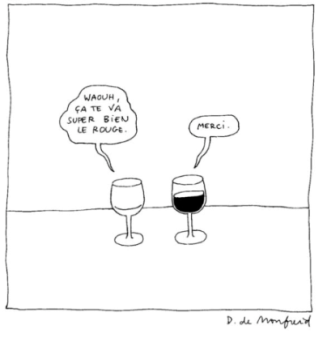 WAOUH,
ÇA TE VA
SUPER BIEN
LE ROUGE.
MERCI.
D. de Monfreid